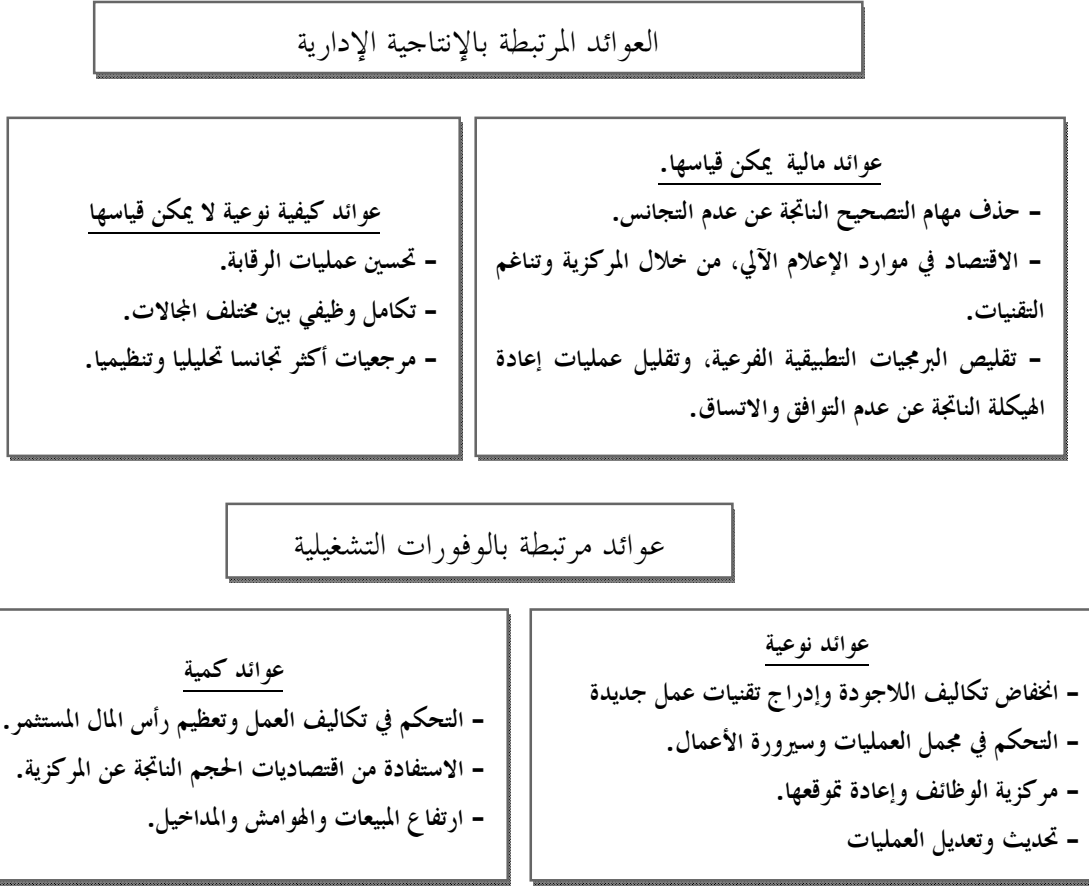 العوائد المرتبطة بالإنتاجية الإدارية
عوائد مالية يمكن قياسها.
- حذف مهام التصحيح الناتجة عن عدم التجانس.
- الاقتصاد في موارد الإعلام الآلي، من خلال المركزية وتناغم
التقنيات.
- تقليص البرمجيات التطبيقية الفرعية، وتقليل عمليات إعادة
الهيكلة الناتجة عن عدم التوافق والاتساق.
عوائد كيفية نوعية لا يمكن قياسها
- تحسين عمليات الرقابة.
- تكامل وظيفي بين مختلف المجالات.
- مرجعيات أكثر تجانسا تحليليا وتنظيميا.
عوائد مرتبطة بالوفورات التشغيلية
عوائد نوعية
- انخفاض تكاليف اللاجودة وإدراج تقنيات عمل جديدة
- التحكم في مجمل العمليات وسيرورة الأعمال.
- مركزية الوظائف وإعادة تموقعها.
- تحديث وتعديل العمليات
عوائد كمية
- التحكم في تكاليف العمل وتعظيم رأس المال المستثمر.
- الاستفادة من اقتصاديات الحجم الناتجة عن المركزية.
- ارتفاع المبيعات والهوامش والمداخيل.